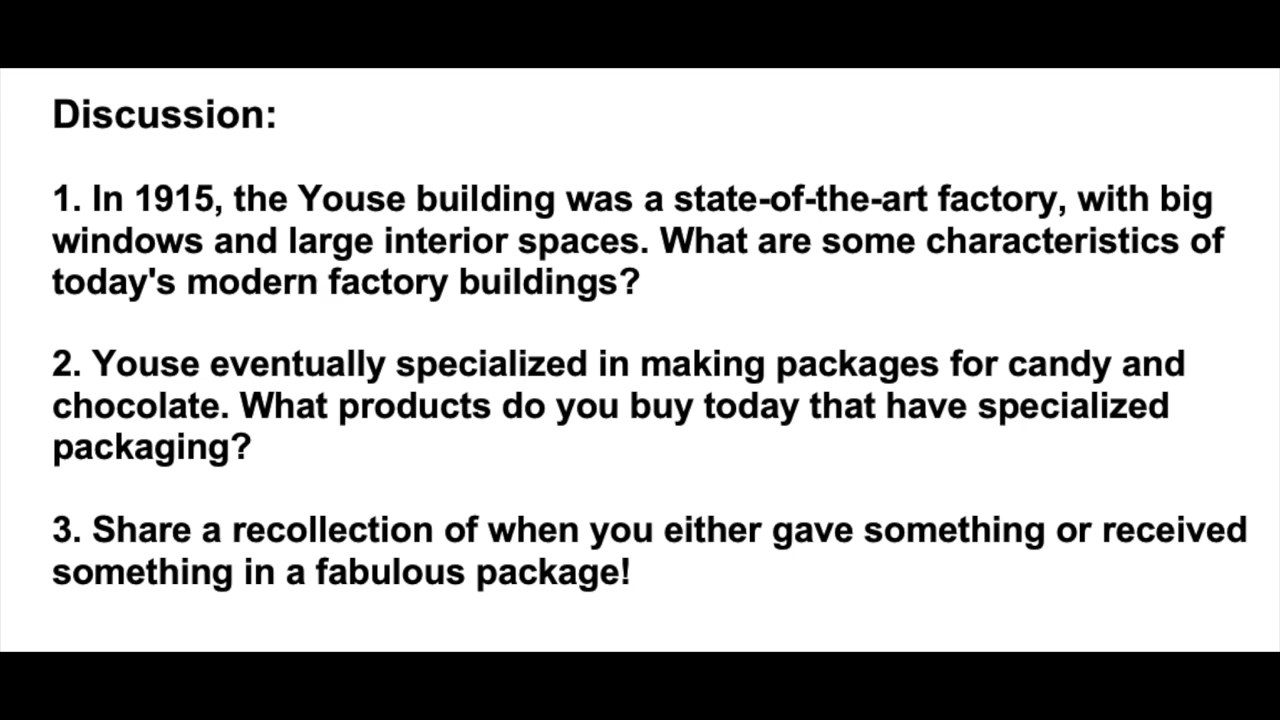 Discussion:
1. In 1915, the Youse building was a state-of-the-art factory, with big
windows and large interior spaces. What are some characteristics of
today's modern factory buildings?
2. Youse eventually specialized in making packages for candy and
chocolate. What products do you buy today that have specialized
packaging?
3. Share a recollection of when you either gave something or received
something in a fabulous package!